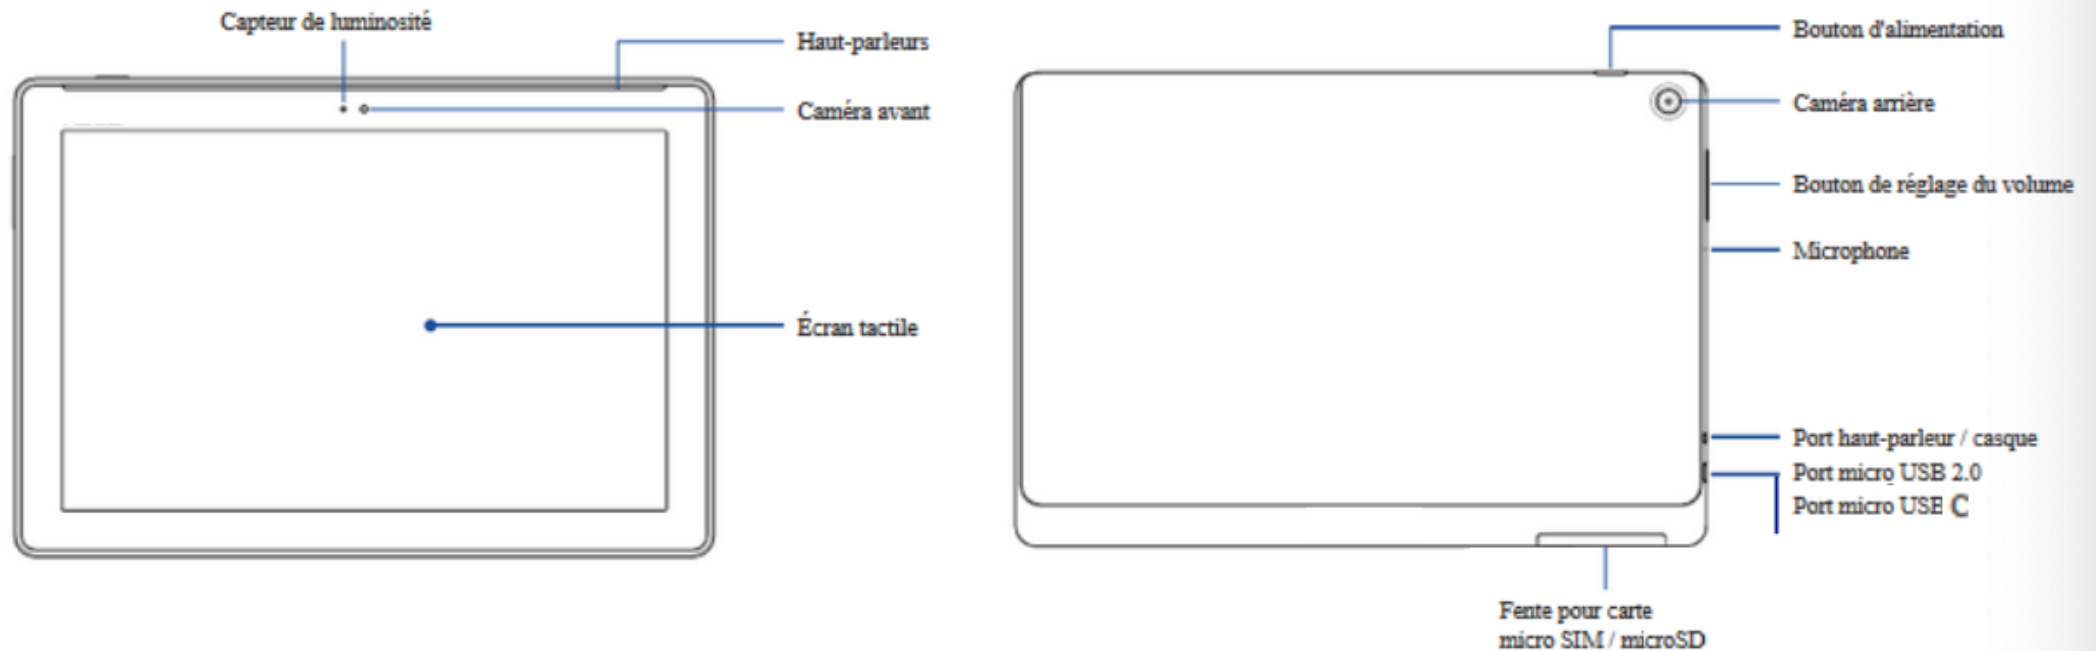 Capteur de luminosité
Haut-parleurs
Caméra avant
Écran tactile
Bouton d'alimentation
Caméra arrière
Bouton de réglage du volume
Microphone
Port haut-parleur / casque
Port micro USB 2.0
Port micro USB C
Fente pour carte
micro SIM / microSD